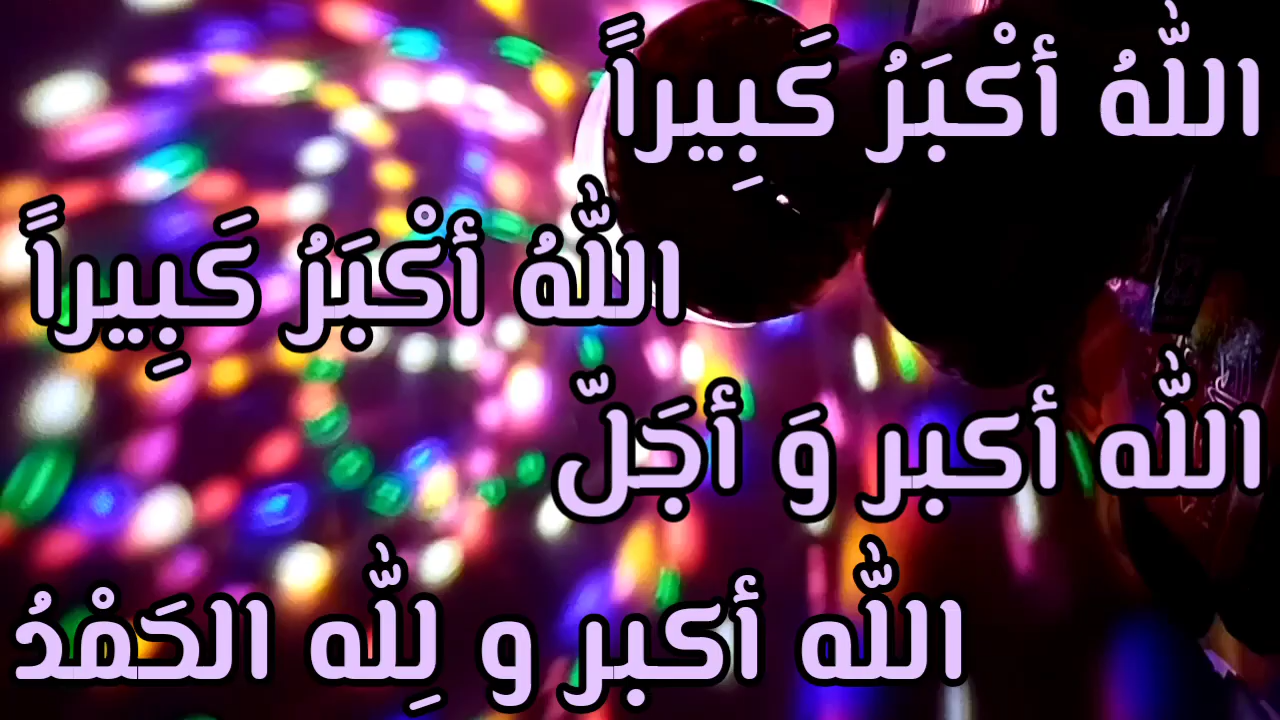 اللّٰهُ أكْبَرُ كَبِيراً
اللّٰهُ أكْبَرُ كَبِيراً
اللّٰه أكبر وَ أجَلّ
اللّٰه أكبر و لِلّٰه الحَمْدُ